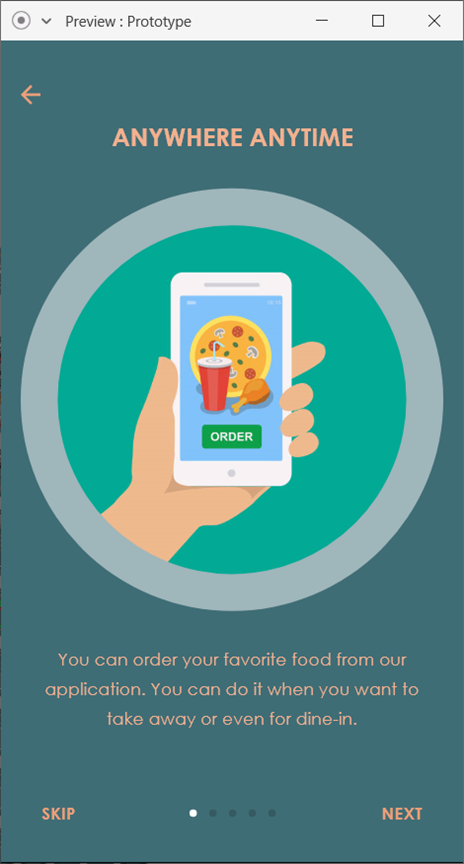 Preview : Prototype
ANYWHERE ANYTIME
ORDER
You can order your favorite food from our
application. You can do it when you want to
take away or even for dine-in.
SKIP
NEXT